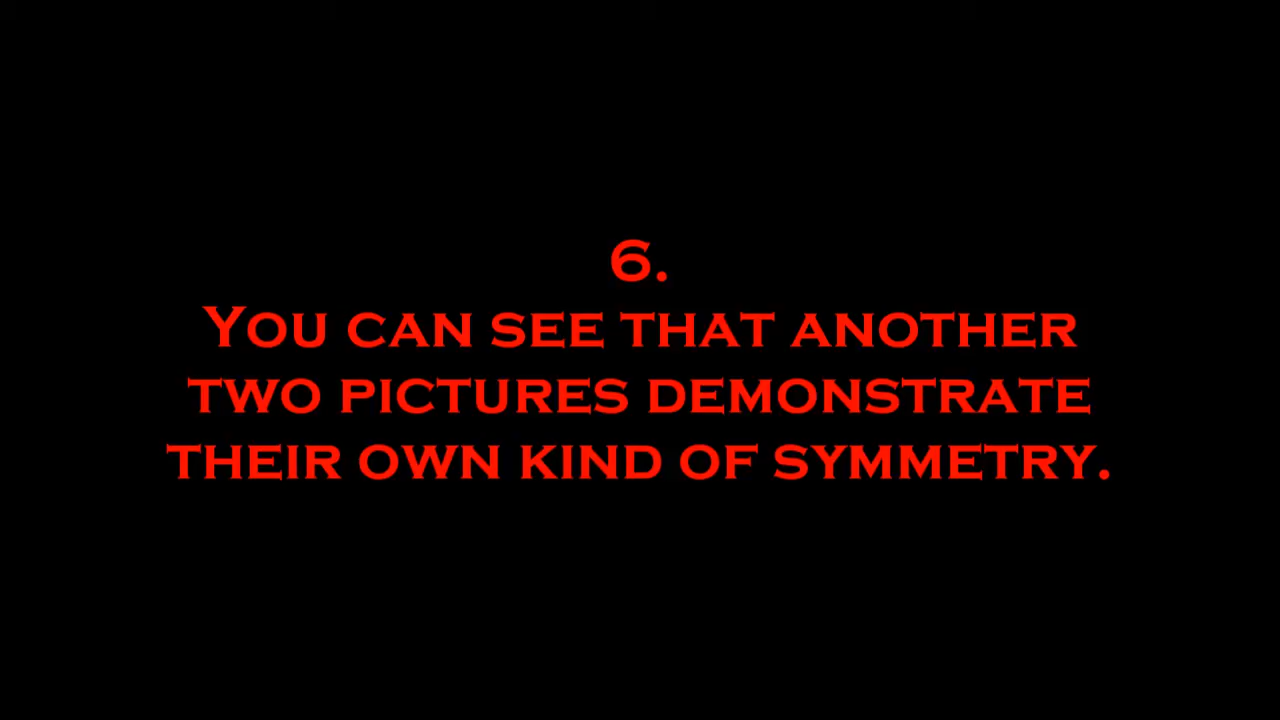 6.
You can see that another
two pictures demonstrate
their own kind of symmetry.